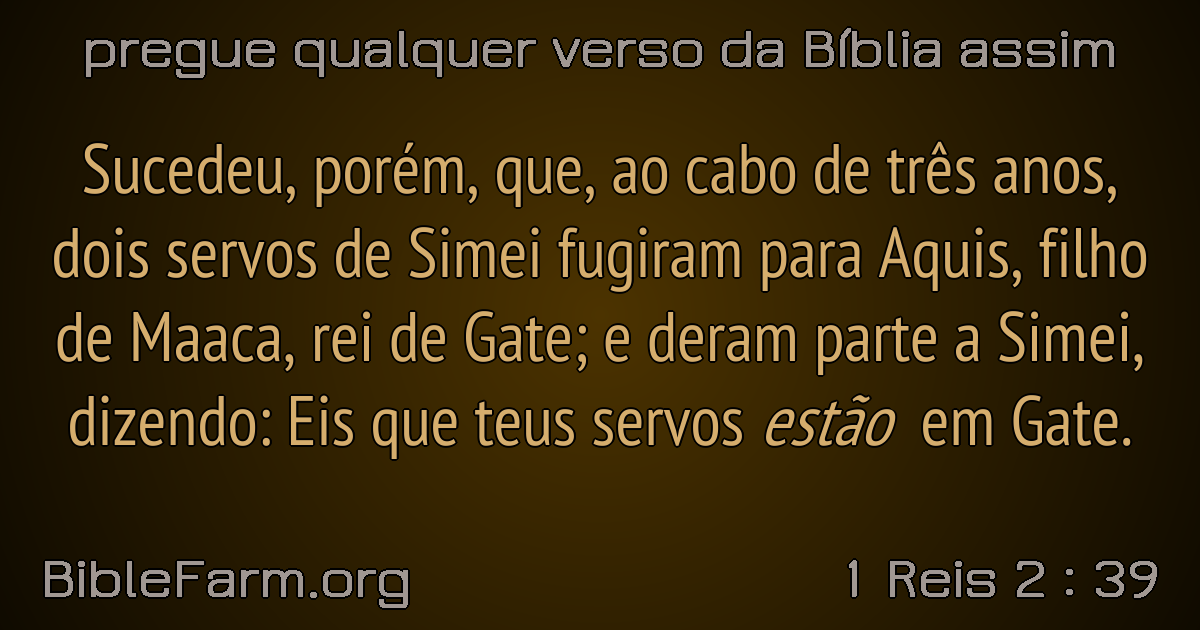 pregue qualquer verso da Bíblia assim
Sucedeu, porém, que, ao cabo de três anos,
dois servos de Simei fugiram para Aquis, filho
de Maaca, rei de Gate; e deram parte a Simei,
dizendo: Eis que teus servos estão em Gate.
BibleFarm.org
1 Reis 2 : 39